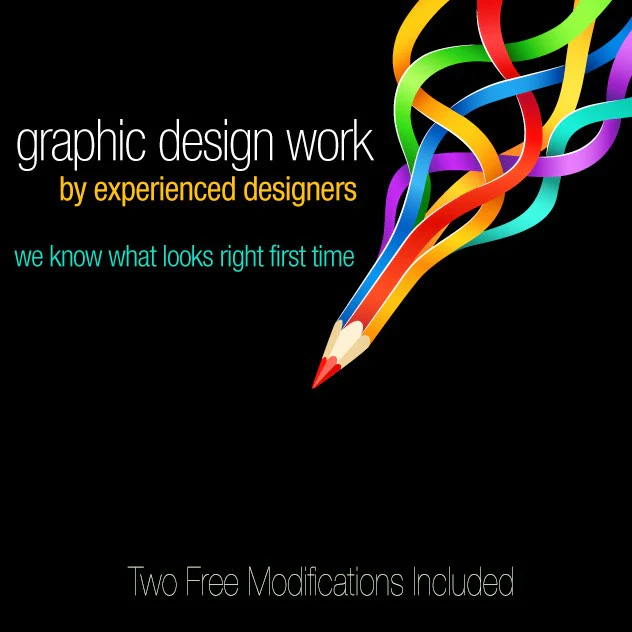 graphic design work
by experienced designers
we know what looks right first time
Two Free Modifications Included